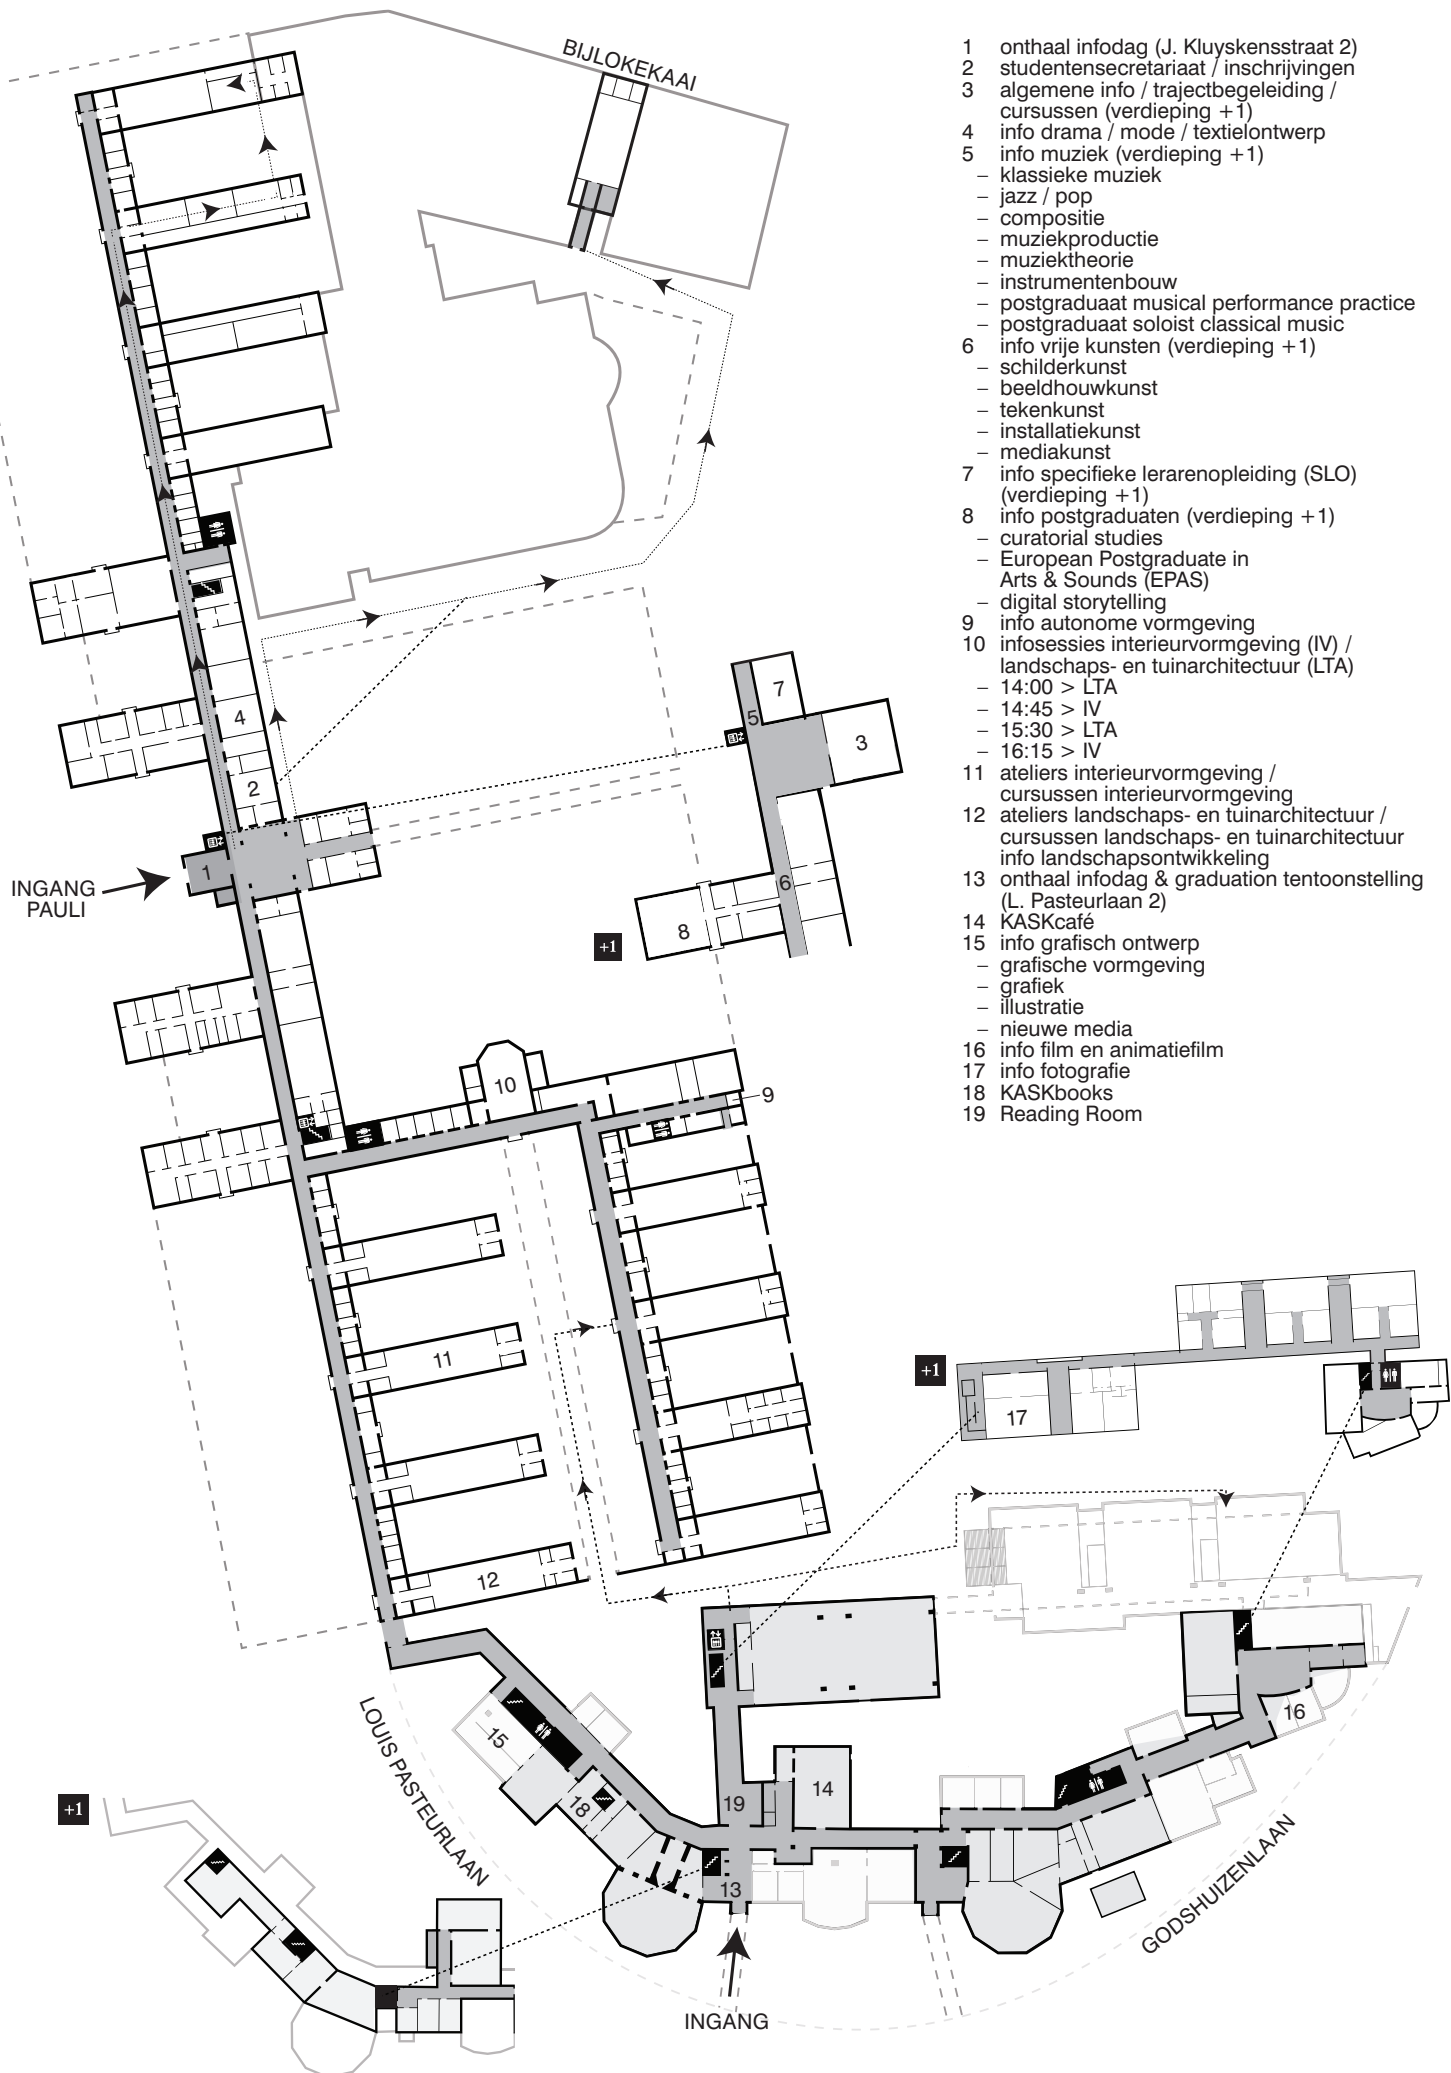 BIJLOKEKAAI
1 onthaal infodag (J. Kluyskensstraat 2)
2 studentensecretariaat / inschrijvingen
3 algemene info / trajectbegeleiding /
cursussen (verdieping +1)
4 info drama / mode / textielontwerp
5 info muziek (verdieping +1)
– klassieke muziek
– jazz / pop
– compositie
– muziekproductie
– muziektheorie
– instrumentenbouw
– postgraduaat musical performance practice
– postgraduaat soloist classical music
6 info vrije kunsten (verdieping +1)
– schilderkunst
– beeldhouwkunst
– tekenkunst
– installatiekunst
– mediakunst
7 info specifieke lerarenopleiding (SLO)
(verdieping +1)
8 info postgraduaten (verdieping +1)
– curatorial studies
– European Postgraduate in
Arts & Sounds (EPAS)
– digital storytelling
9 info autonome vormgeving
10 infosessies interieurvormgeving (IV) /
landschaps- en tuinarchitectuur (LTA)
– 14:00 > LTA
– 14:45 > IV
– 15:30 > LTA
– 16:15 > IV
11 ateliers interieurvormgeving /
cursussen interieurvormgeving
12 ateliers landschaps- en tuinarchitectuur /
cursussen landschaps- en tuinarchitectuur
info landschapsontwikkeling
13 onthaal infodag & graduation tentoonstelling
(L. Pasteurlaan 2)
14 KASKcafé
15 info grafisch ontwerp
– grafische vormgeving
– grafiek
– illustratie
– nieuwe media
16 info film en animatiefilm
17 info fotografie
18 KASKbooks
19 Reading Room
7
5
4
3
2
1
INGANG
PAULI
6
8
+1
10
9
11
+1
17
12
16
15
LOUIS PASTEURLAAN
14
18
19
+1
13
GODSHUIZENLAAN
INGANG